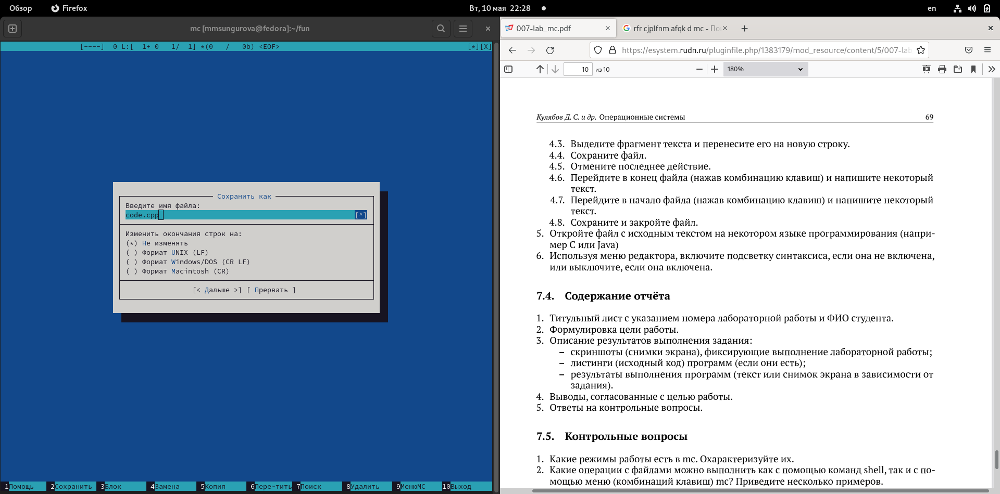 Обзор Firefox Вт, 10 мая 22:28 en
mc [mmsungurova@fedora]:~/fun
[----] 0 L:[ 1+ 0 1/ 1] *(0 / 0b) <EOF> [*][X]
Сохранить как
Введите имя файла:
code.cpp [^]
Изменить окончания строк на:
(*) Не изменять
( ) Формат UNIX (LF)
( ) Формат Windows/DOS (CR LF)
( ) Формат Macintosh (CR)
[< Дальше >] [ Прервать ]
1Помощь 2Сохранить 3Блок 4Замена 5Копия 6Пере~тить 7Поиск 8Удалить 9МенюMC 10Выход
007-lab_mc.pdf rfr cjplfnm afqk d mc - По
https://esystem.rudn.ru/pluginfile.php/1383179/mod_resource/content/5/007-lab
10 из 10 180%
Кулябов Д. С. и др. Операционные системы 69
4.3. Выделите фрагмент текста и перенесите его на новую строку.
4.4. Сохраните файл.
4.5. Отмените последнее действие.
4.6. Перейдите в конец файла (нажав комбинацию клавиш) и напишите некоторый
текст.
4.7. Перейдите в начало файла (нажав комбинацию клавиш) и напишите некоторый
текст.
4.8. Сохраните и закройте файл.
5. Откройте файл с исходным текстом на некотором языке программирования (напри-
мер C или Java)
6. Используя меню редактора, включите подсветку синтаксиса, если она не включена,
или выключите, если она включена.
7.4. Содержание отчёта
1. Титульный лист с указанием номера лабораторной работы и ФИО студента.
2. Формулировка цели работы.
3. Описание результатов выполнения задания:
– скриншоты (снимки экрана), фиксирующие выполнение лабораторной работы;
– листинги (исходный код) программ (если они есть);
– результаты выполнения программ (текст или снимок экрана в зависимости от
задания).
4. Выводы, согласованные с целью работы.
5. Ответы на контрольные вопросы.
7.5. Контрольные вопросы
1. Какие режимы работы есть в mc. Охарактеризуйте их.
2. Какие операции с файлами можно выполнить как с помощью команд shell, так и с по-
мощью меню (комбинаций клавиш) mc? Приведите несколько примеров.